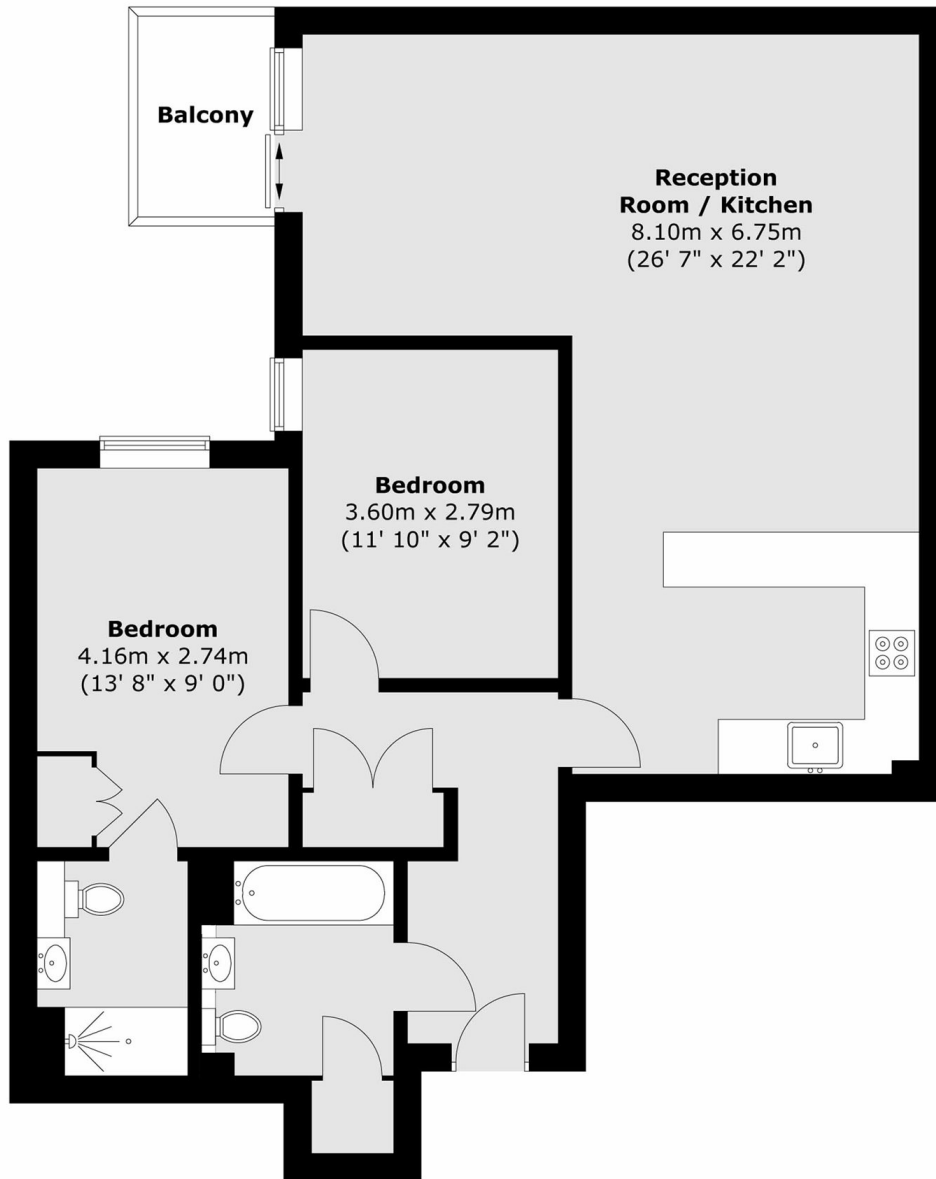 Balcony
Reception
Room / Kitchen
8.10m x 6.75m
(26' 7" x 22' 2")
Bedroom
3.60m x 2.79m
(11' 10" x 9' 2")
Bedroom
4.16m x 2.74m
(13' 8" x 9' 0")